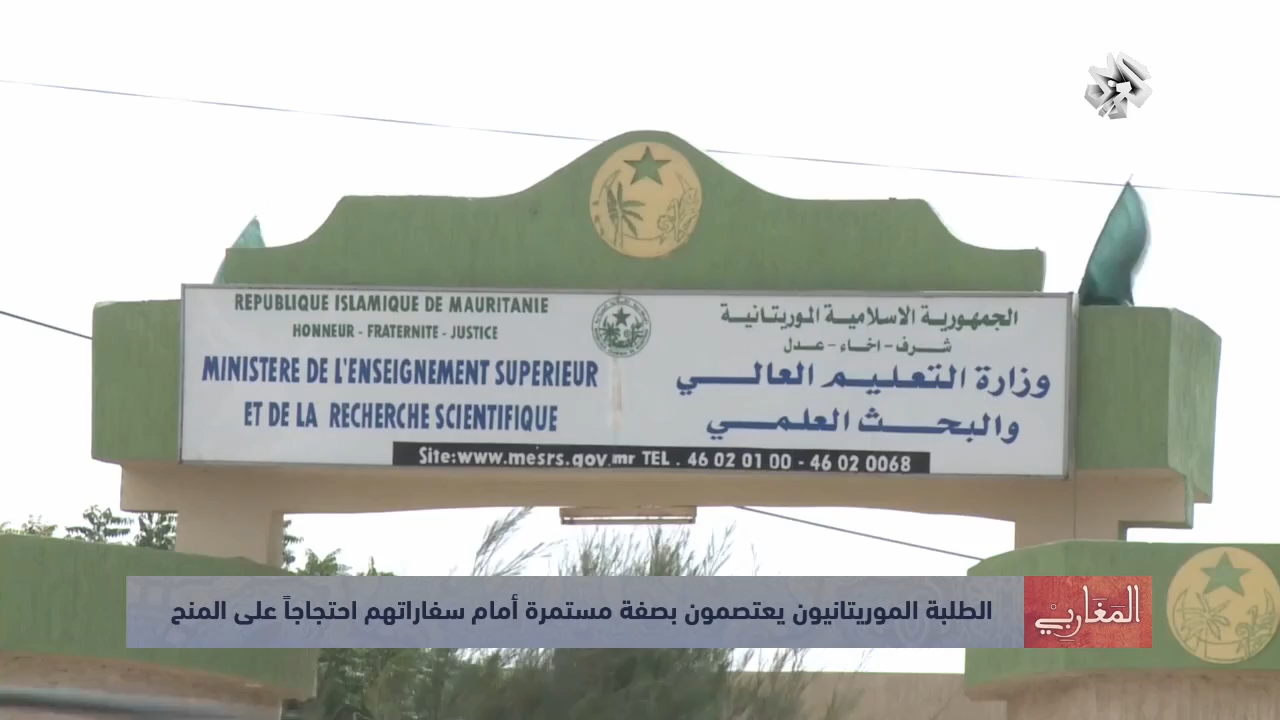 REPUBLIQUE ISLAMIQUE DE MAURITANIE
HONNEUR - FRATERNITE - JUSTICE
MINISTERE DE L'ENSEIGNEMENT SUPERIEUR
ET DE LA RECHERCHE SCIENTIFIQUE
الجمهورية الاسلامية الموريتانية
شرف - اخاء - عدل
وزارة التعليم العالي
والبحث العلمي
Site:www.mesrs.gov.mr TEL . 46 02 01 00 - 46 02 0068
المغاربي
الطلبة الموريتانيون يعتصمون بصفة مستمرة أمام سفاراتهم احتجاجاً على المنح